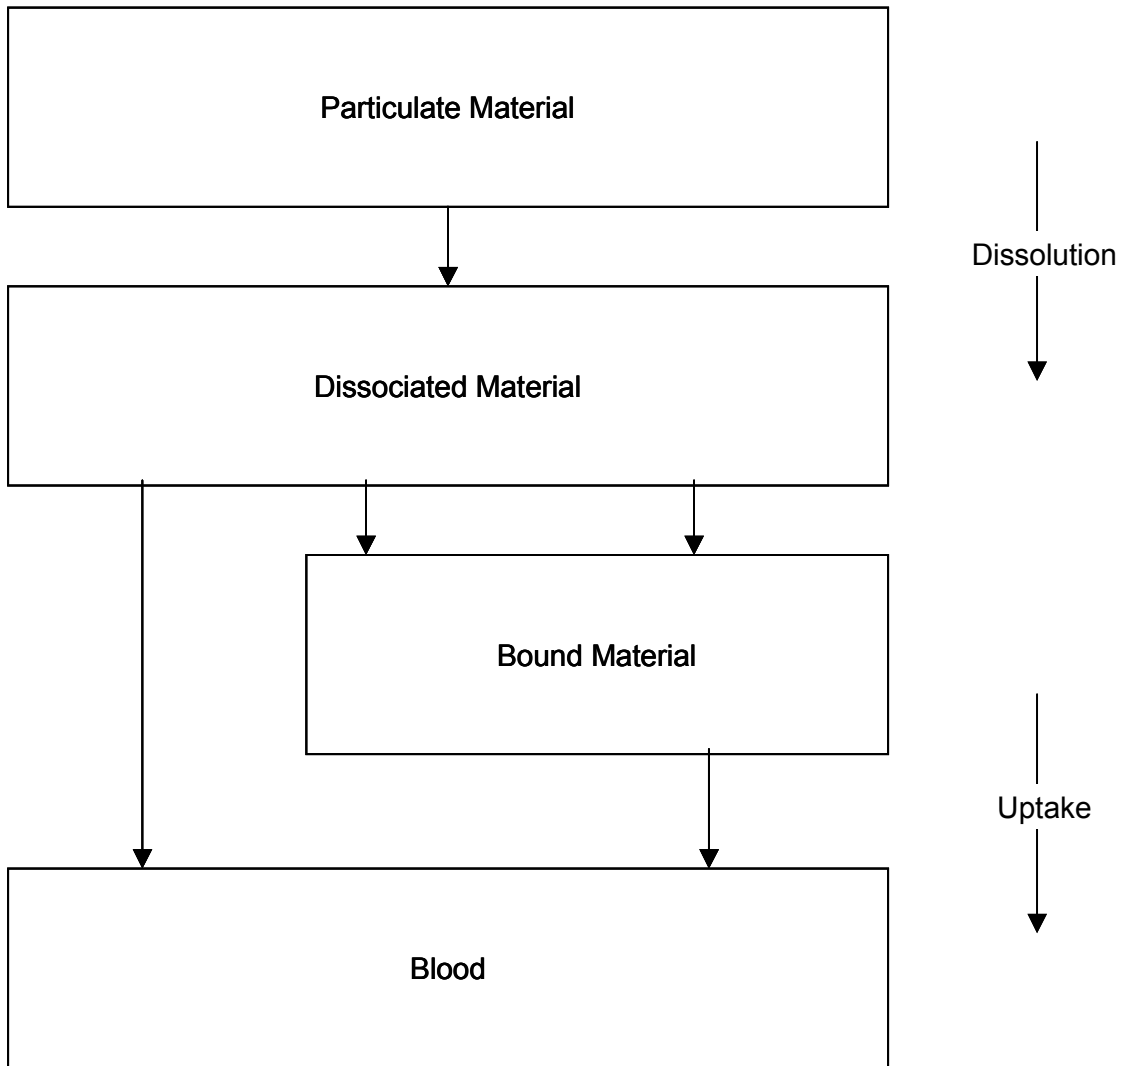 Particulate Material
Dissolution
Dissociated Material
Bound Material
Uptake
Blood